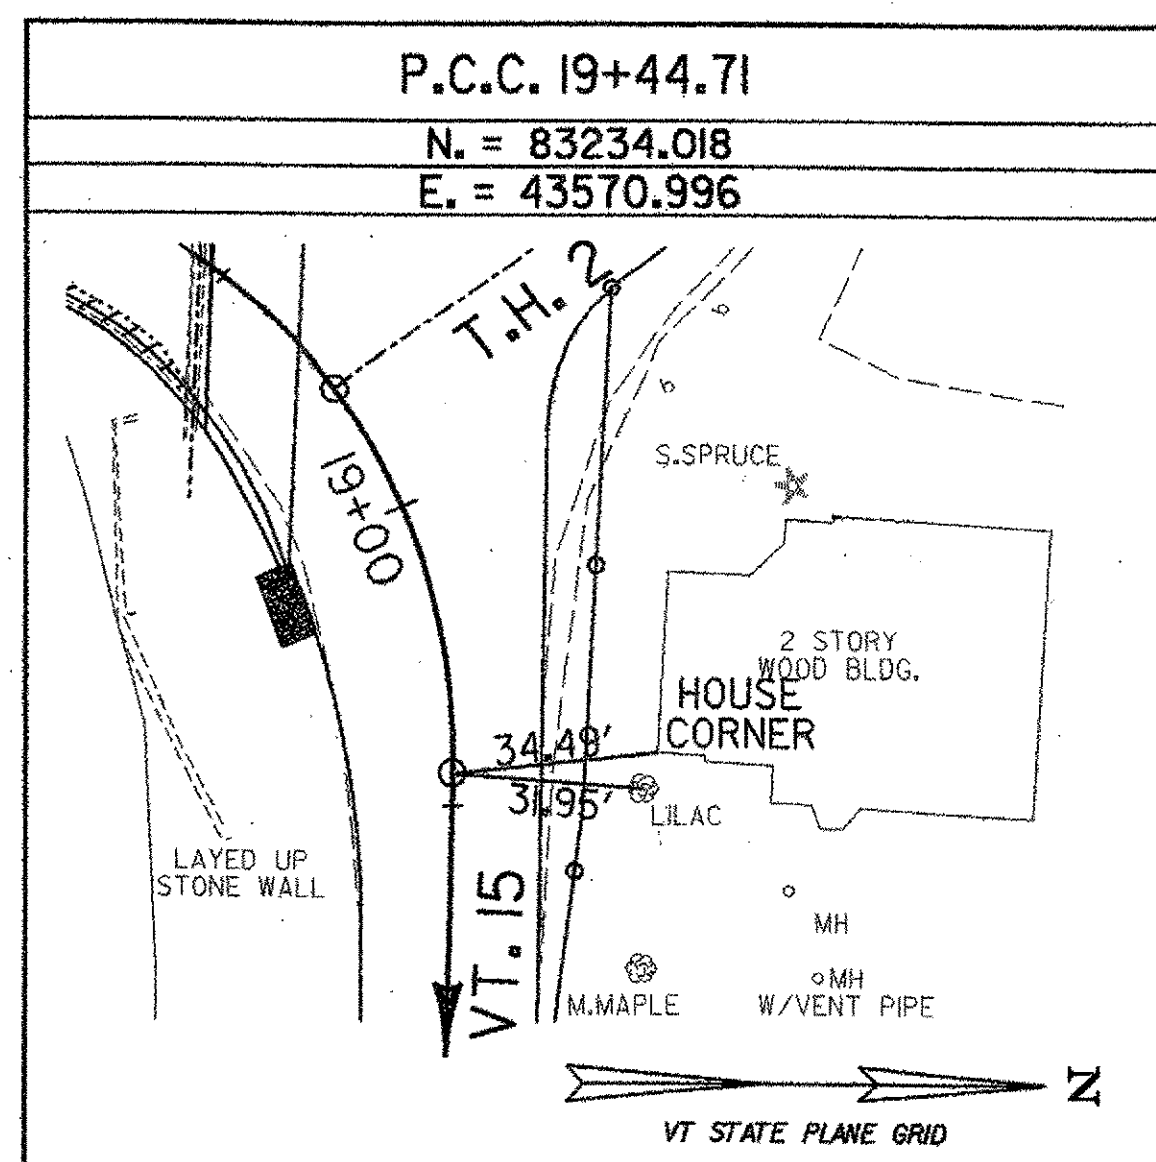 P.C.C. 19+44.71
N. = 83234.018
E. = 43570.996
T.H. 2
S.SPRUCE
19+00
2 STORY
WOOD BLDG.
HOUSE
CORNER
34.49'
31.95'
LILAC
LAYED UP
STONE WALL
VT. 15
MH
MH
W/VENT PIPE
M.MAPLE
N
VT STATE PLANE GRID